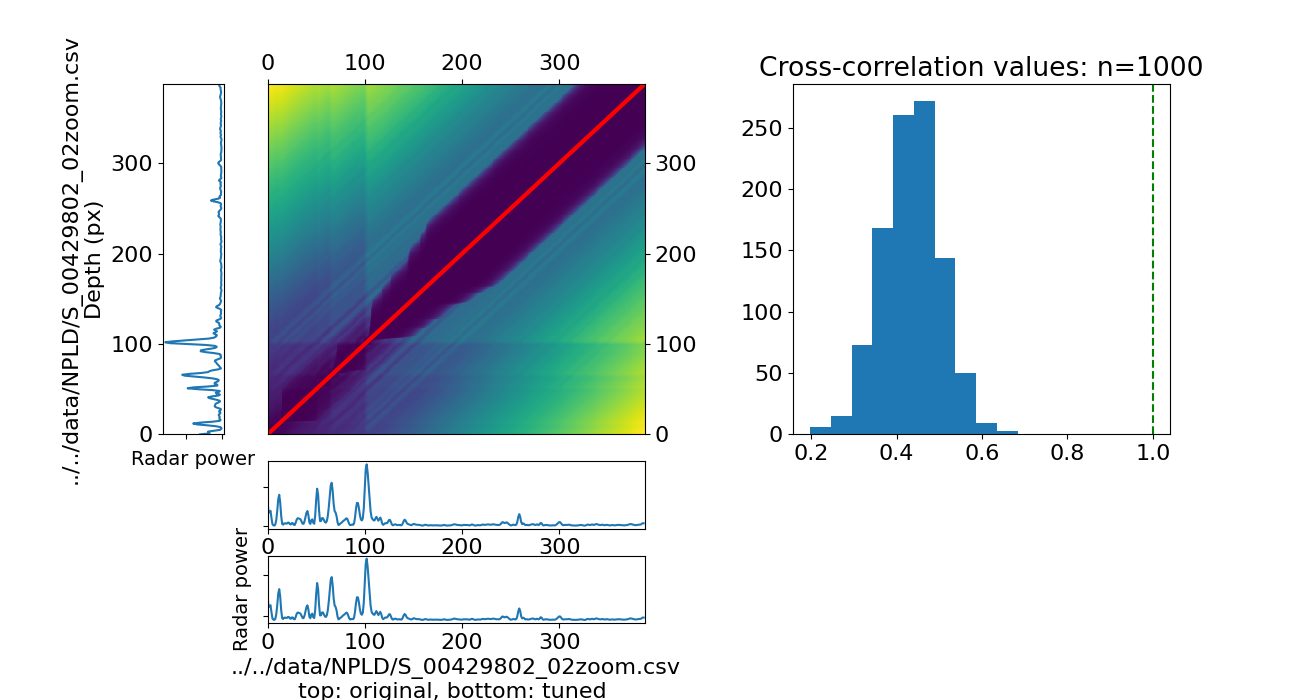 0 100 200 300
Cross-correlation values: n=1000
../../data/NPLD/S_00429802_02zoom.csv
Depth (px)
300
200
100
0
300
200
100
0
250
200
150
100
50
0
0.2 0.4 0.6 0.8 1.0
Radar power
0 100 200 300
Radar power
0 100 200 300
../../data/NPLD/S_00429802_02zoom.csv
top: original, bottom: tuned